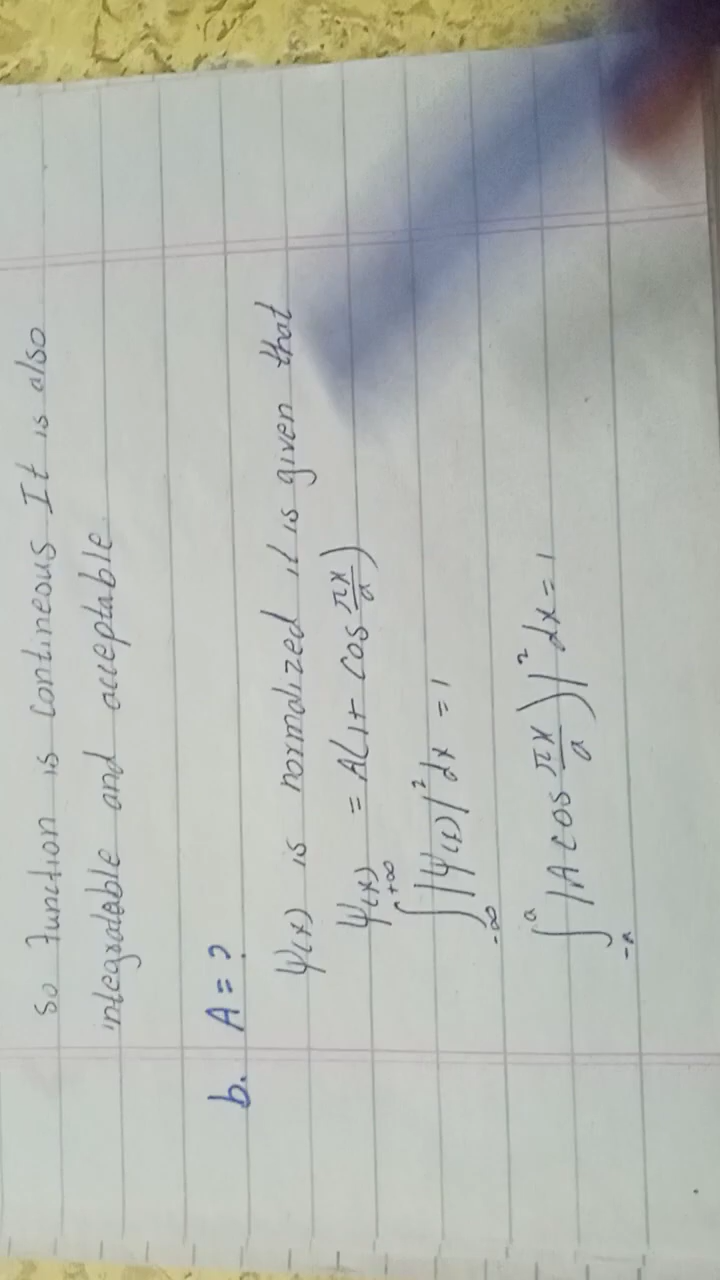 So function is contineous It is also
integratable and acceptable
b. A = ?
ψ(x) is normalized it is given that
ψ(x) = A(1+ cos πx/a)
∫₋∞⁺∞ |ψ(x)|² dx = 1
∫₋ₐᵃ |A cos πx/a)|² dx = 1